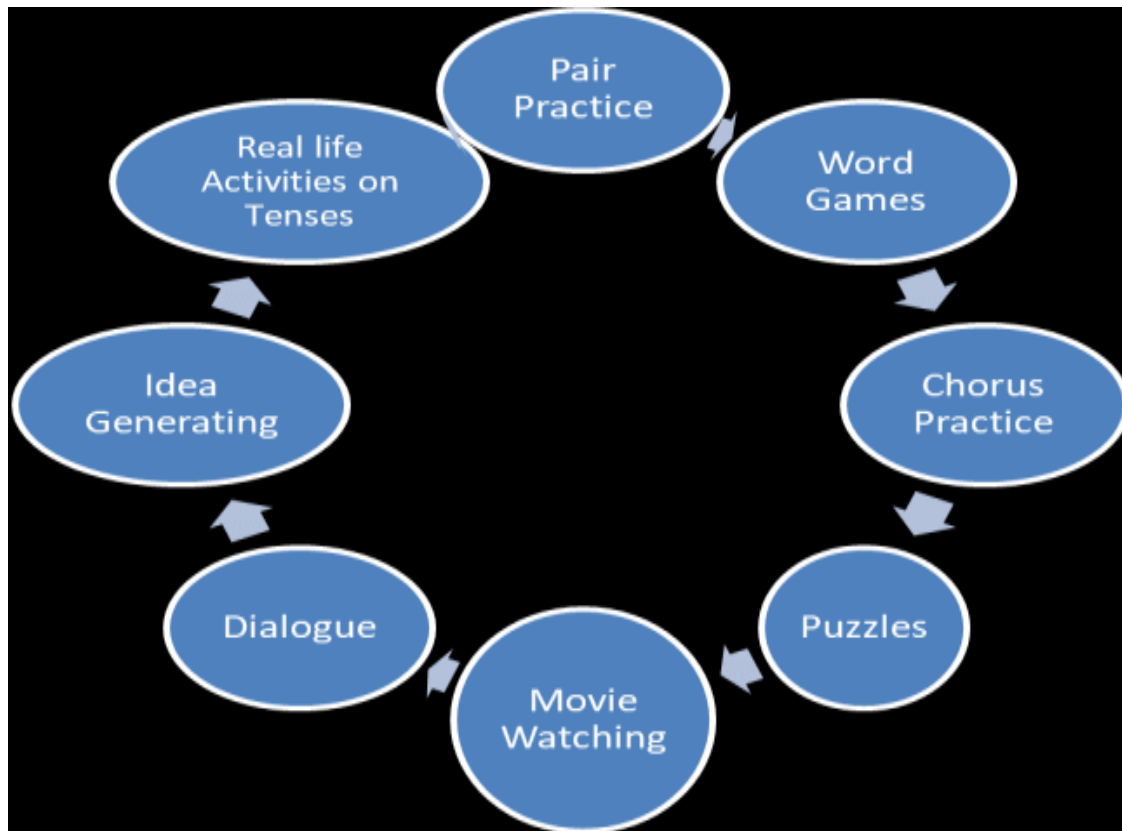 Pair
Practice
Word
Games
Chorus
Practice
Puzzles
Movie
Watching
Dialogue
Idea
Generating
Real life
Activities on
Tenses